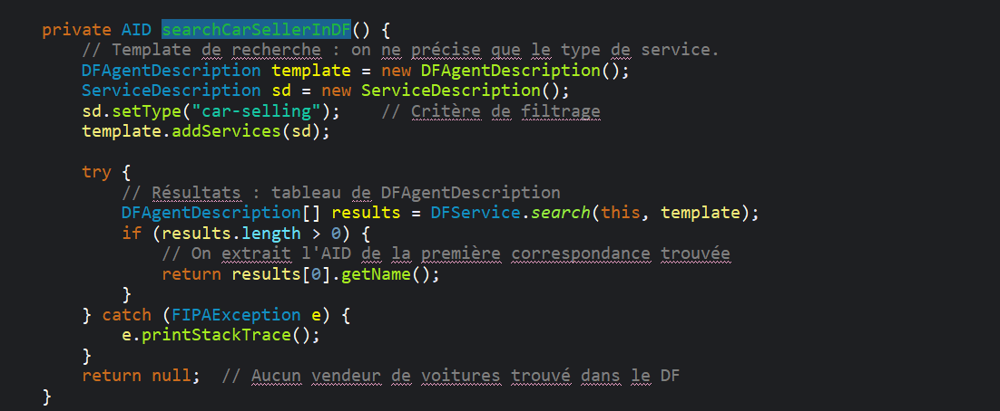 private AID searchCarSellerInDF() {
// Template de recherche : on ne précise que le type de service.
DFAgentDescription template = new DFAgentDescription();
ServiceDescription sd = new ServiceDescription();
sd.setType("car-selling");    // Critère de filtrage
template.addServices(sd);
try {
// Résultats : tableau de DFAgentDescription
DFAgentDescription[] results = DFService.search(this, template);
if (results.length > 0) {
// On extrait l'AID de la première correspondance trouvée
return results[0].getName();
}
} catch (FIPAException e) {
e.printStackTrace();
}
return null;  // Aucun vendeur de voitures trouvé dans le DF
}